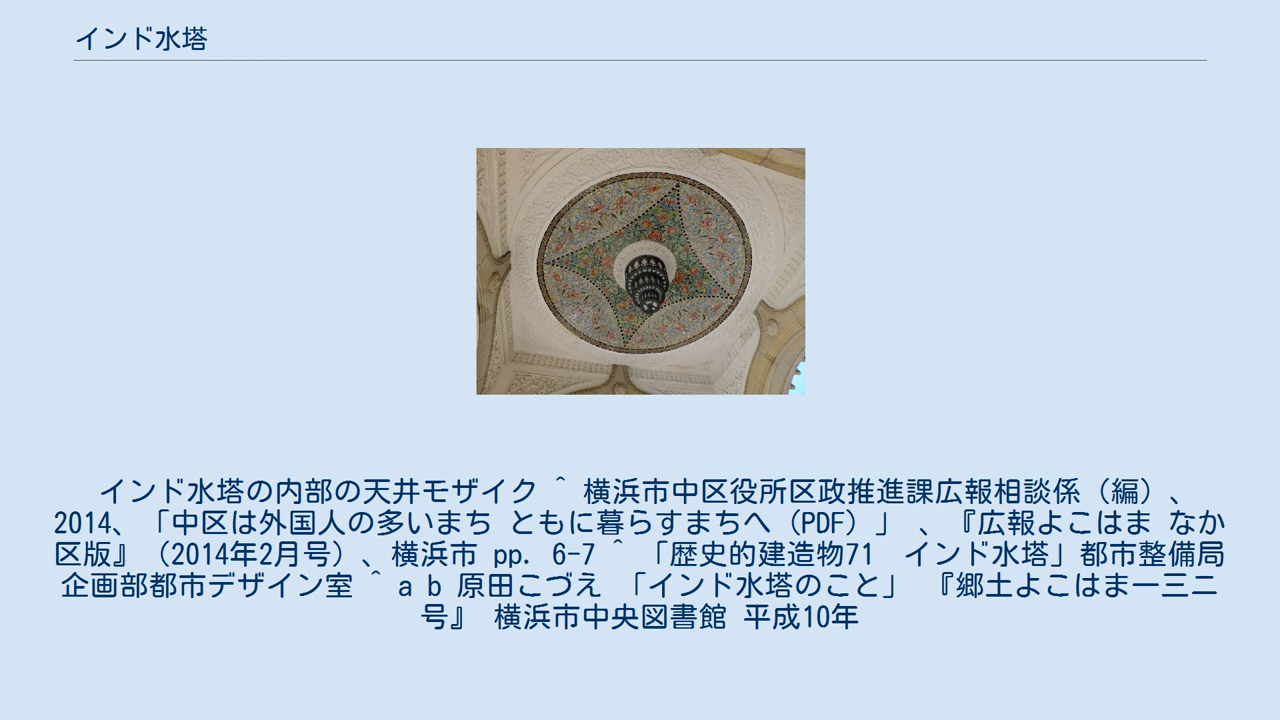 インド水塔
インド水塔の内部の天井モザイク ^ 横浜市中区役所区政推進課広報相談係（編）、
2014、「中区は外国人の多いまち ともに暮らすまちへ（PDF）」 、『広報よこはま なか
区版』（2014年2月号）、横浜市 pp. 6-7 ^ 「歴史的建造物71　インド水塔」都市整備局
企画部都市デザイン室 ^ a b 原田こづえ 「インド水塔のこと」 『郷土よこはま一三二
号』 横浜市中央図書館 平成10年